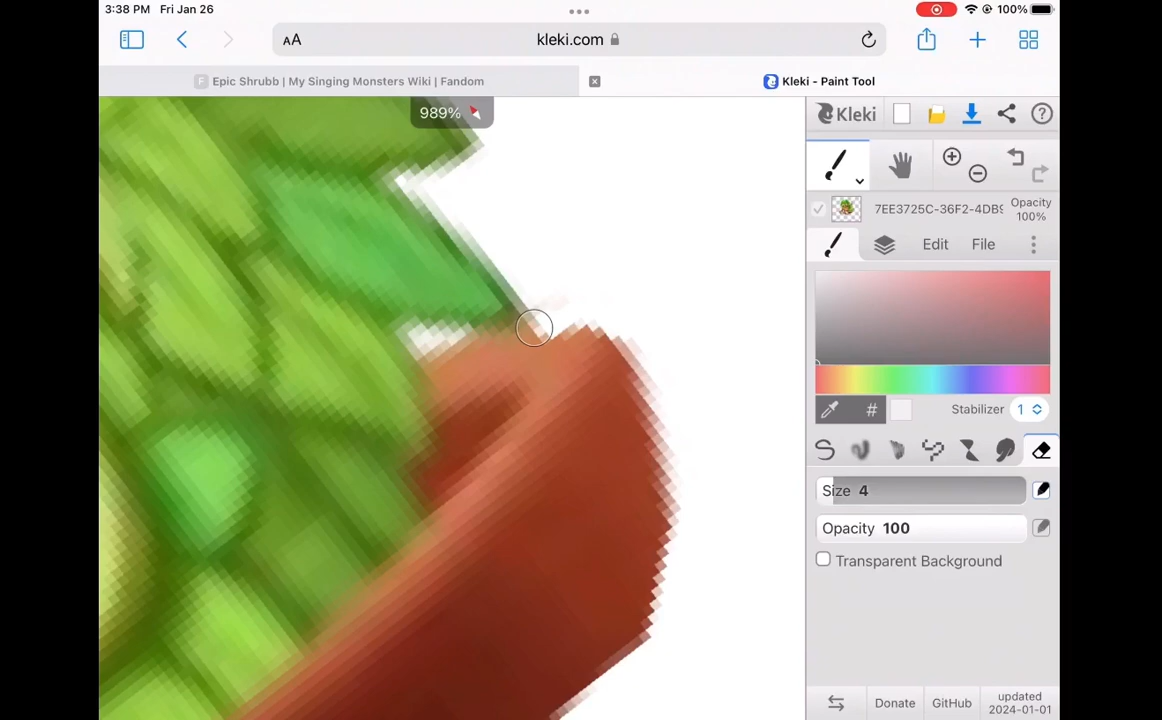 3:38 PM Fri Jan 26
100%
AA
kleki.com
Epic Shrubb | My Singing Monsters Wiki | Fandom
Kleki - Paint Tool
989%
Kleki
7EE3725C-36F2-4DB9
Opacity
100%
Edit
File
#
Stabilizer
1
Size 4
Opacity 100
Transparent Background
Donate
GitHub
updated
2024-01-01